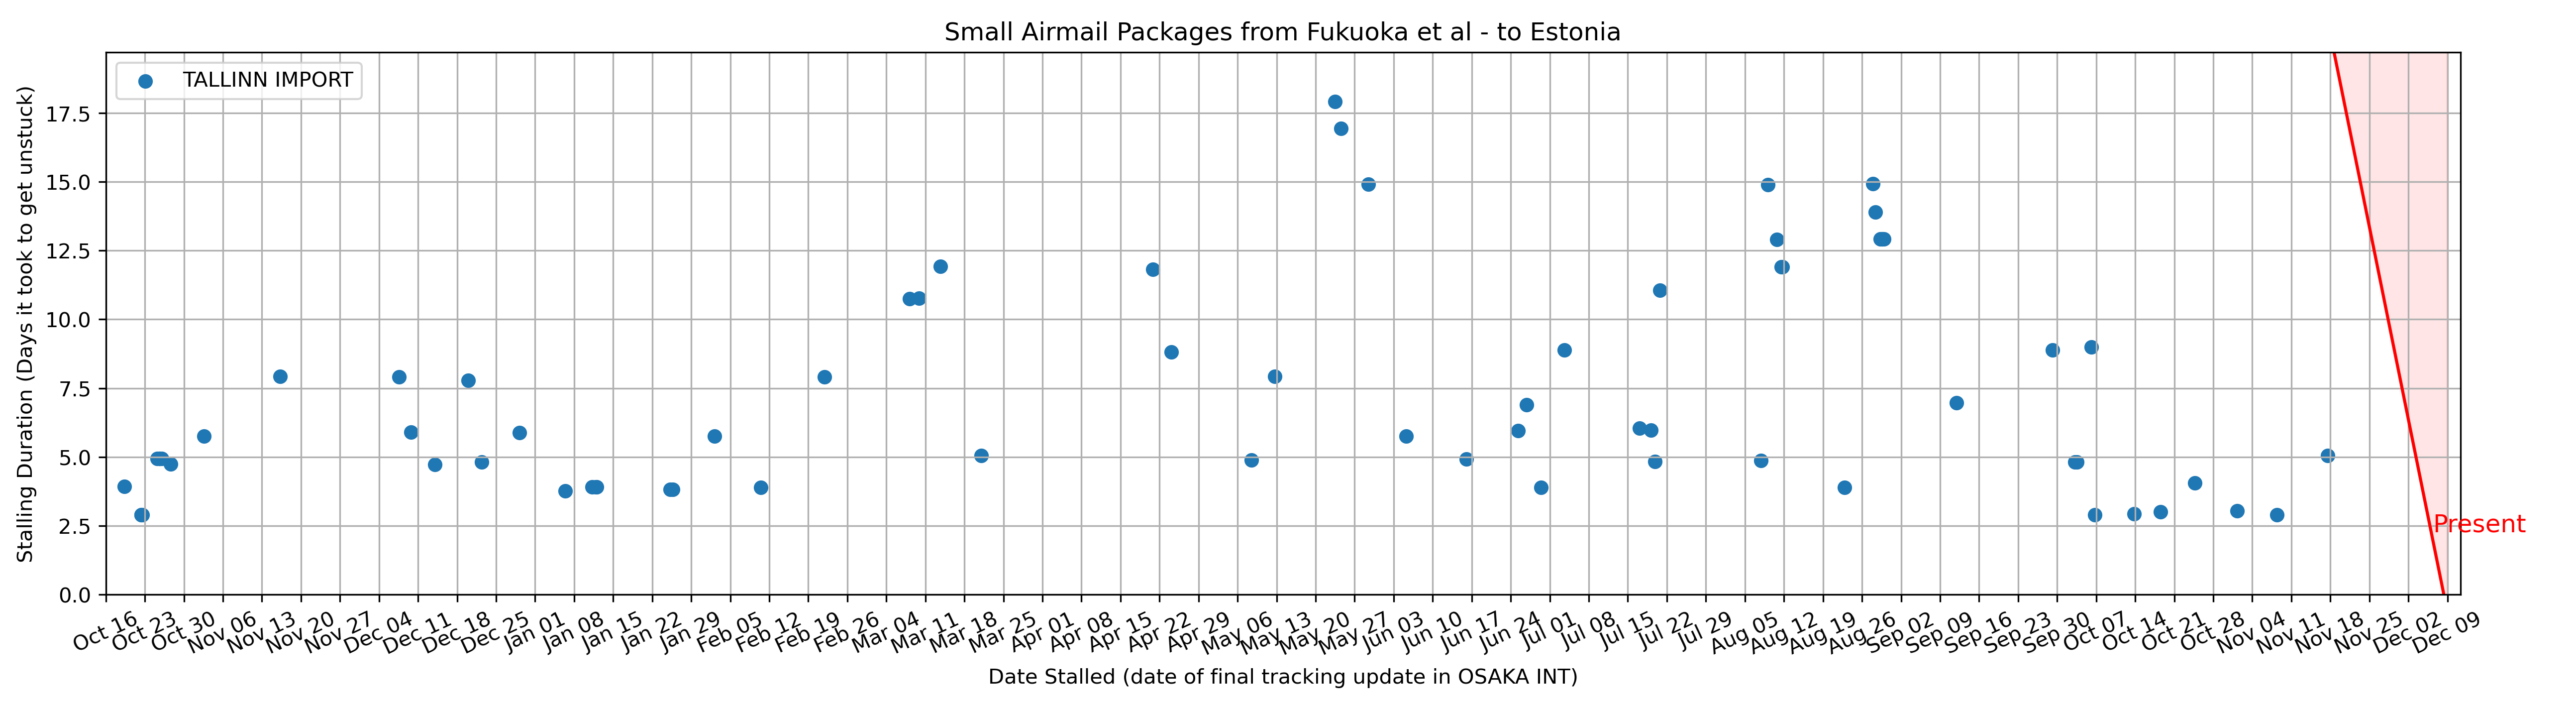 Small Airmail Packages from Fukuoka et al - to Estonia
TALLINN IMPORT
Stalling Duration (Days it took to get unstuck)
17.5
15.0
12.5
10.0
7.5
5.0
2.5
0.0
Present
Oct 16 Oct 23 Oct 30 Nov 06 Nov 13 Nov 20 Nov 27 Dec 04 Dec 11 Dec 18 Dec 25 Jan 01 Jan 08 Jan 15 Jan 22 Jan 29 Feb 05 Feb 12 Feb 19 Feb 26 Mar 04 Mar 11 Mar 18 Mar 25 Apr 01 Apr 08 Apr 15 Apr 22 Apr 29 May 06 May 13 May 20 May 27 Jun 03 Jun 10 Jun 17 Jun 24 Jul 01 Jul 08 Jul 15 Jul 22 Jul 29 Aug 05 Aug 12 Aug 19 Aug 26 Sep 02 Sep 09 Sep 16 Sep 23 Sep 30 Oct 07 Oct 14 Oct 21 Oct 28 Nov 04 Nov 11 Nov 18 Nov 25 Dec 02 Dec 09
Date Stalled (date of final tracking update in OSAKA INT)